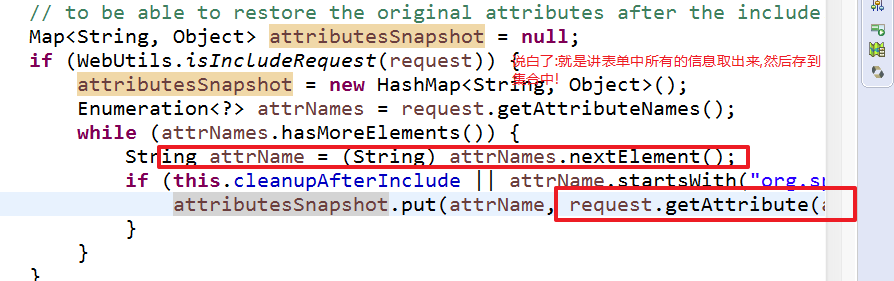 // to be able to restore the original attributes after the include
Map<String, Object> attributesSnapshot = null;
if (WebUtils.isIncludeRequest(request)) {
说白了:就是讲表单中所有的信息取出来,然后存到
集合中!
attributesSnapshot = new HashMap<String, Object>();
Enumeration<?> attrNames = request.getAttributeNames();
while (attrNames.hasMoreElements()) {
String attrName = (String) attrNames.nextElement();
if (this.cleanupAfterInclude || attrName.startsWith("org.sp
attributesSnapshot.put(attrName, request.getAttribute(a
}
}
}